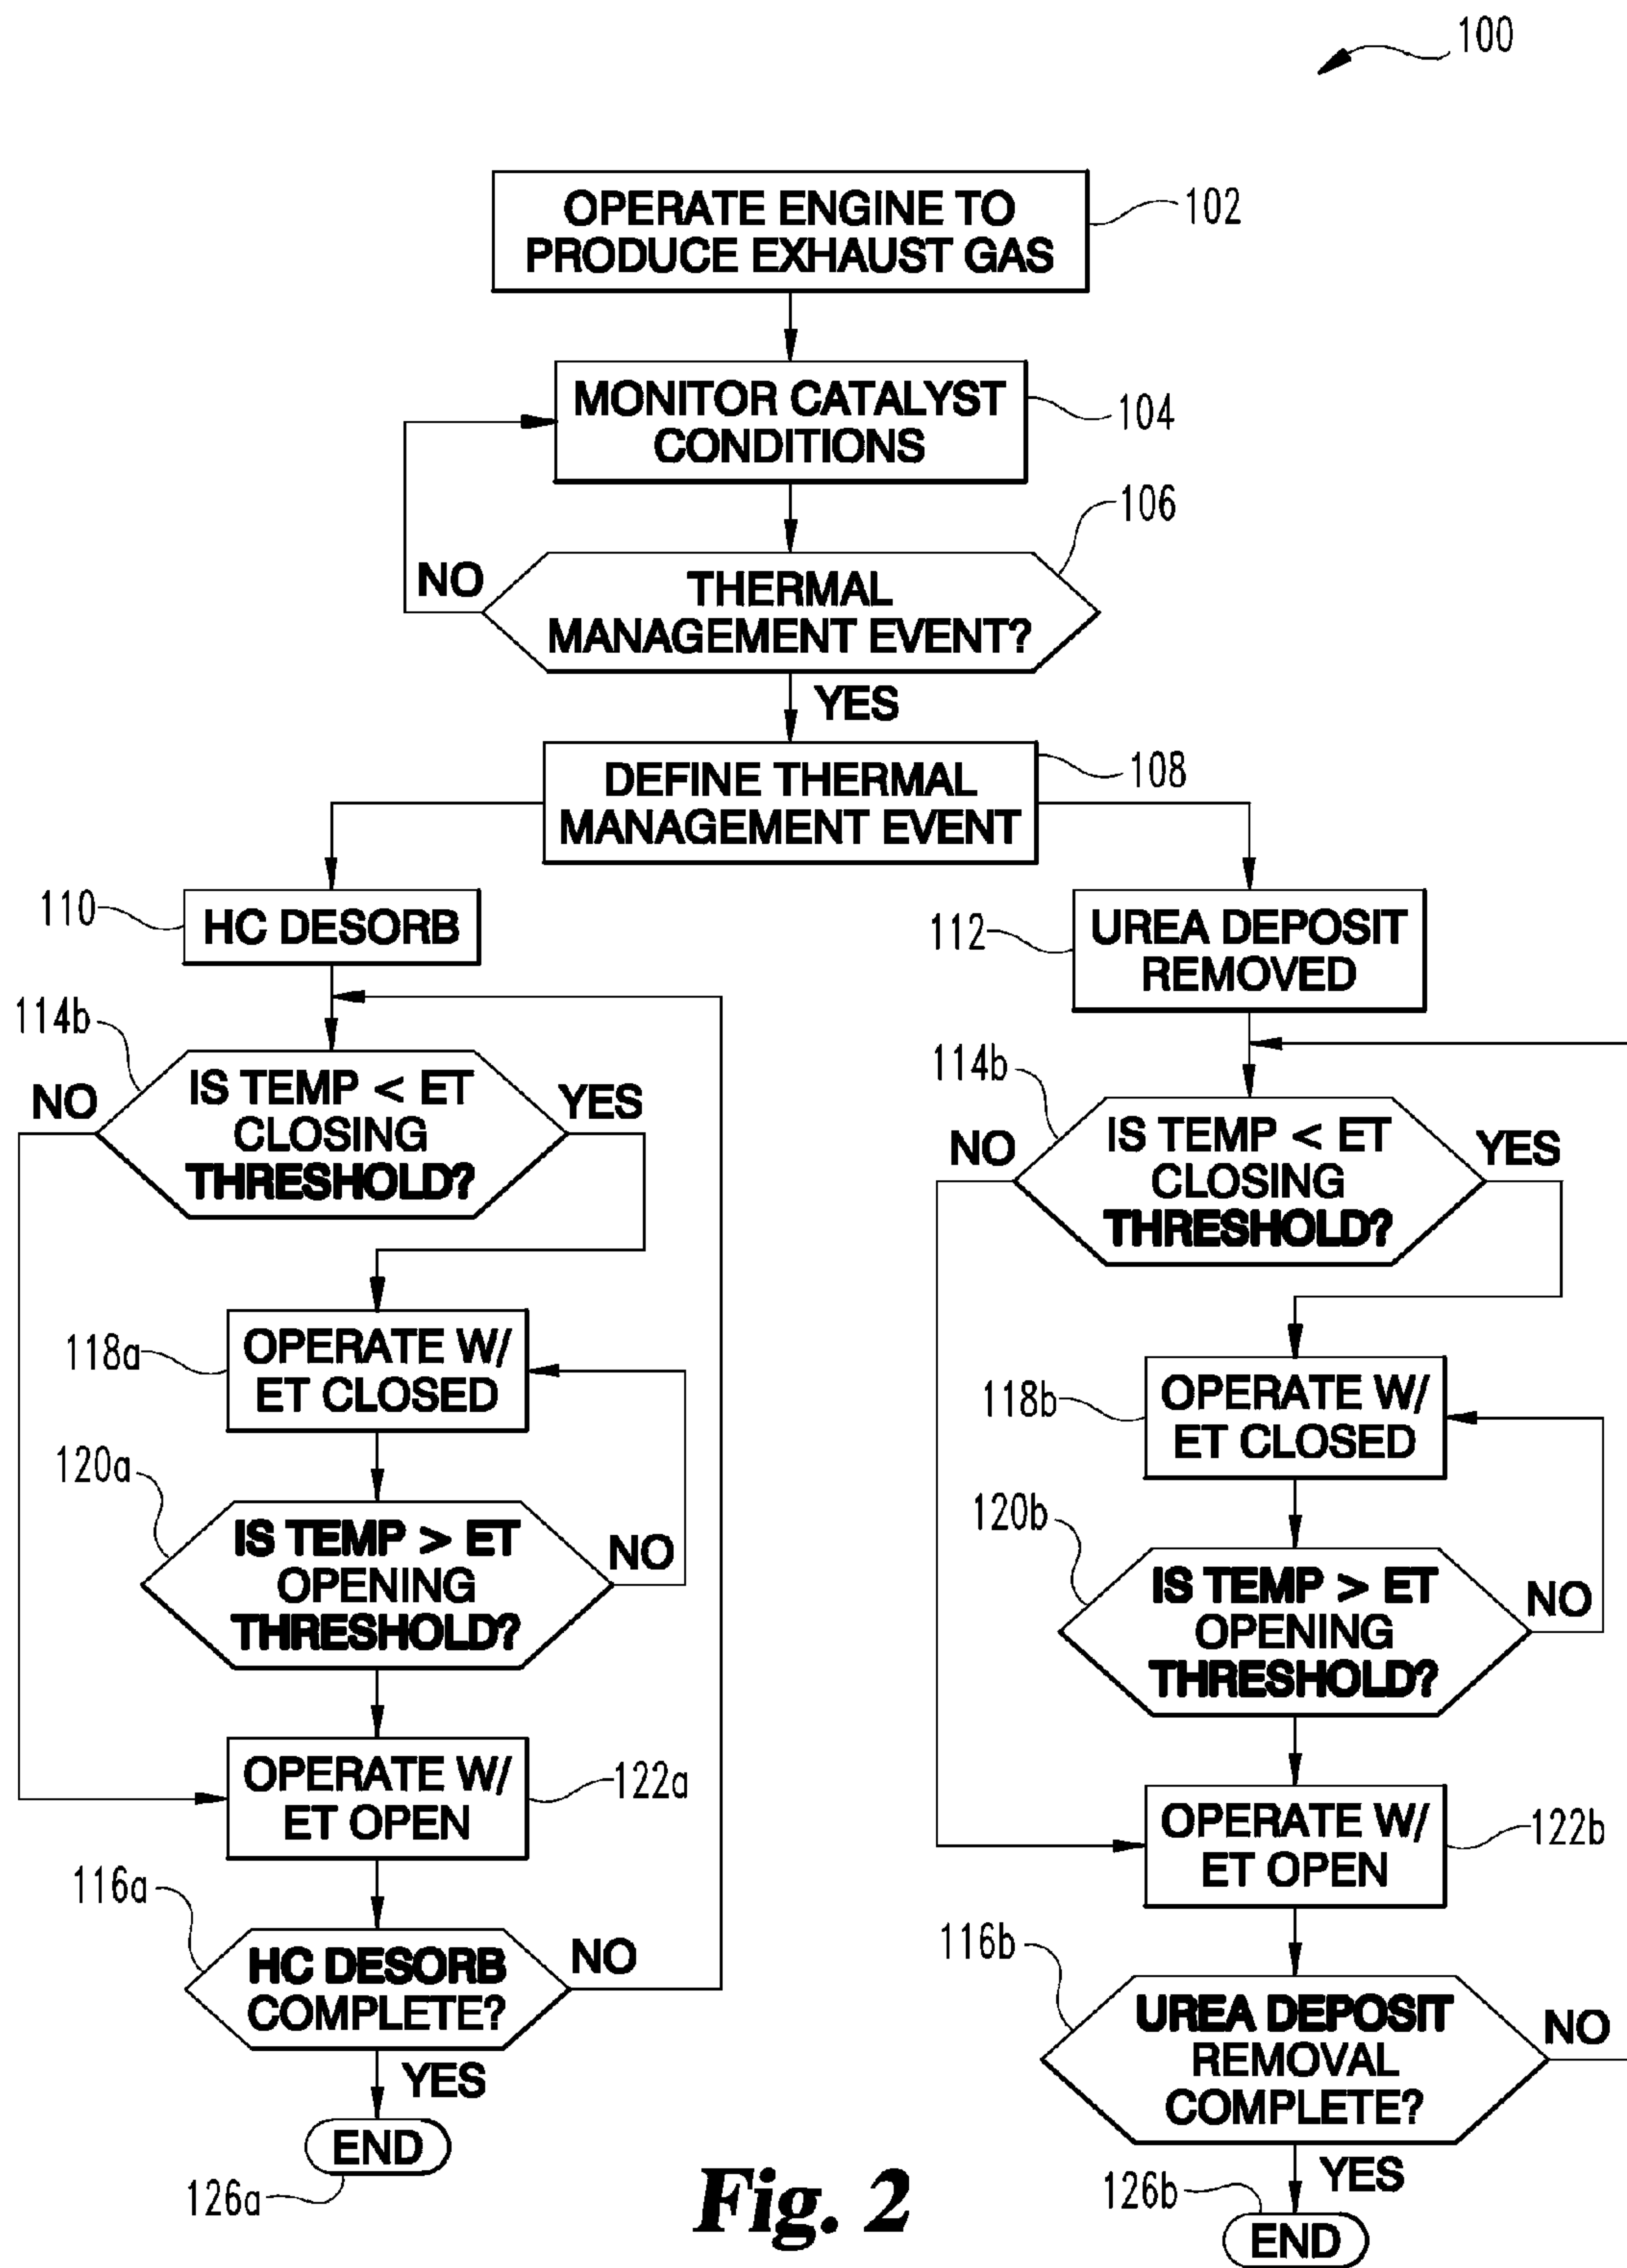 100
OPERATE ENGINE TO
PRODUCE EXHAUST GAS
102
MONITOR CATALYST
CONDITIONS
104
106
NO
THERMAL
MANAGEMENT EVENT?
YES
DEFINE THERMAL
MANAGEMENT EVENT
108
110
HC DESORB
114b
NO
IS TEMP < ET
CLOSING
THRESHOLD?
YES
118a
OPERATE W/
ET CLOSED
120a
IS TEMP > ET
OPENING
THRESHOLD?
NO
OPERATE W/
ET OPEN
122a
116a
HC DESORB
COMPLETE?
NO
YES
END
126a
112
UREA DEPOSIT
REMOVED
114b
NO
IS TEMP < ET
CLOSING
THRESHOLD?
YES
118b
OPERATE W/
ET CLOSED
120b
IS TEMP > ET
OPENING
THRESHOLD?
NO
OPERATE W/
ET OPEN
122b
116b
UREA DEPOSIT
REMOVAL
COMPLETE?
NO
YES
126b
END
Fig. 2